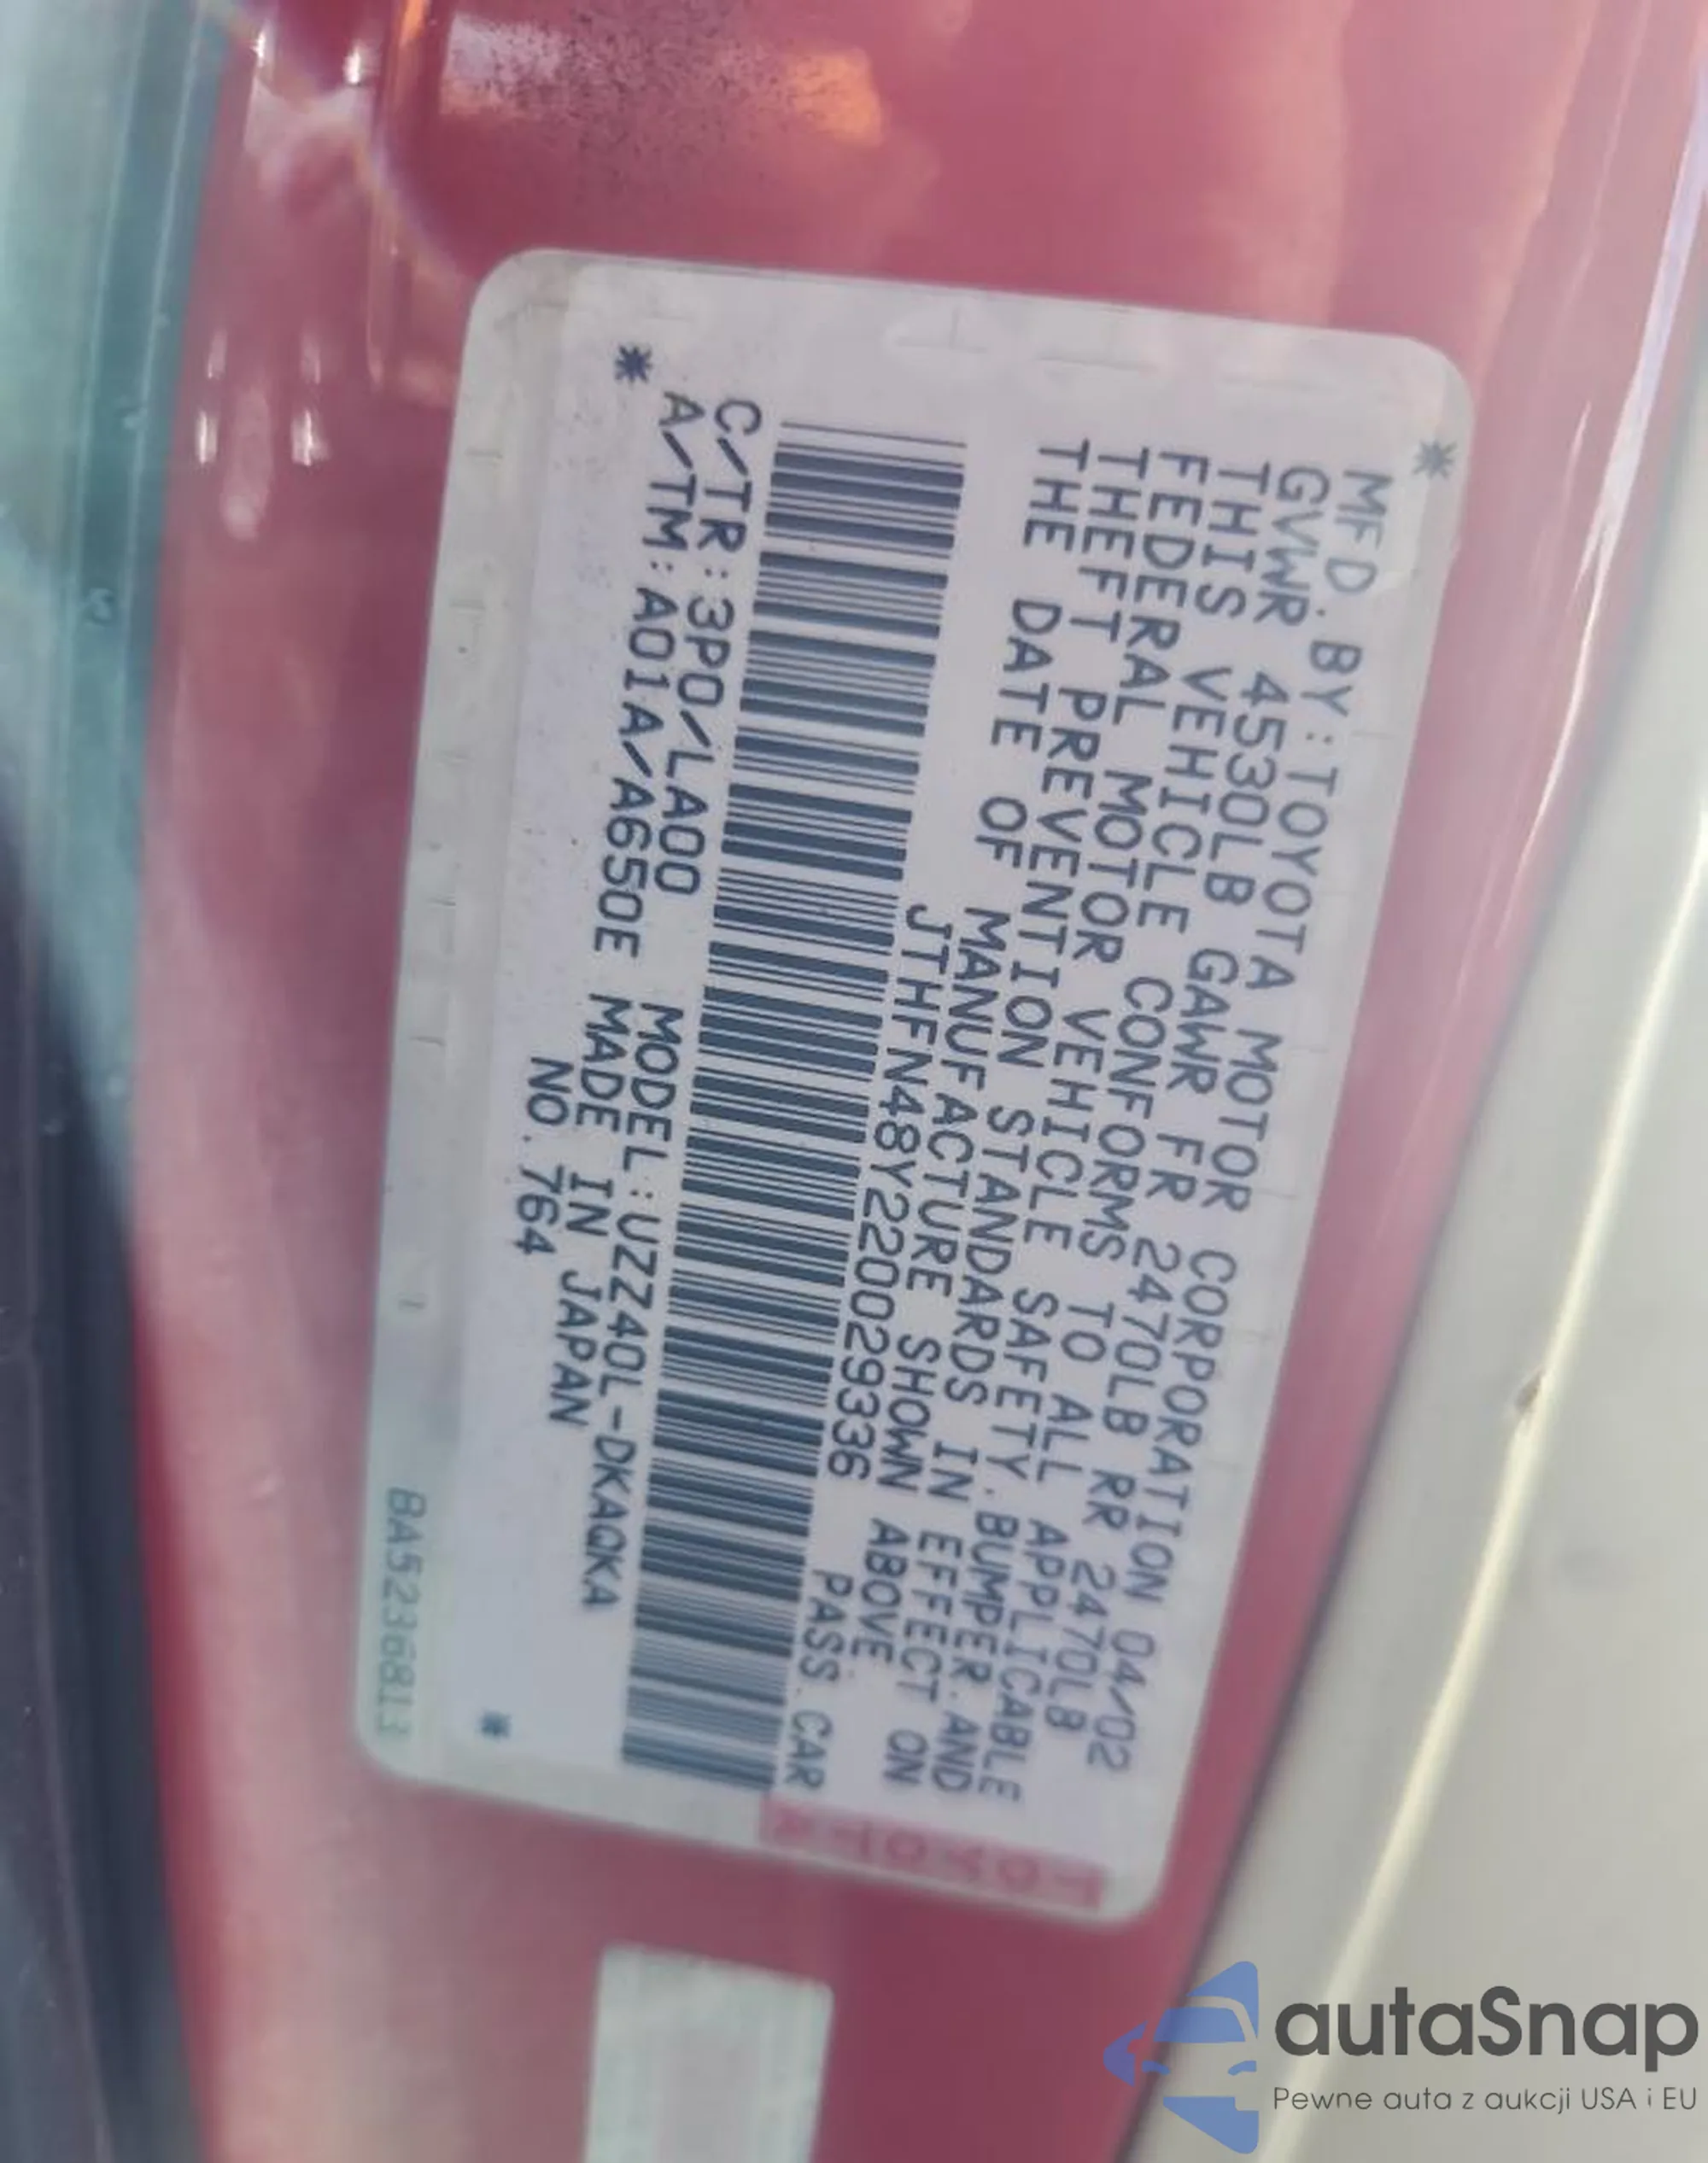 MFD. BY:TOYOTA MOTOR CORPORATION 04/02
GVWR 4530LB GAWR FR 2470LB RR 2470LB
THIS VEHICLE CONFORMS TO ALL APPLICABLE
FEDERAL MOTOR VEHICLE SAFETY.BUMPER.AND
THEFT PREVENTION STANDARDS IN EFFECT ON
THE DATE OF MANUFACTURE SHOWN ABOVE.
JTHFN48Y220029336 PASS. CAR
C/TR:3P0/LA00 MODEL:UZZ40L-DKAQKA
A/TM:A01A/A650E MADE IN JAPAN
NO. 764
BA5236813
TOYOTA
autaSnap
Pewne auta z aukcji USA i EU